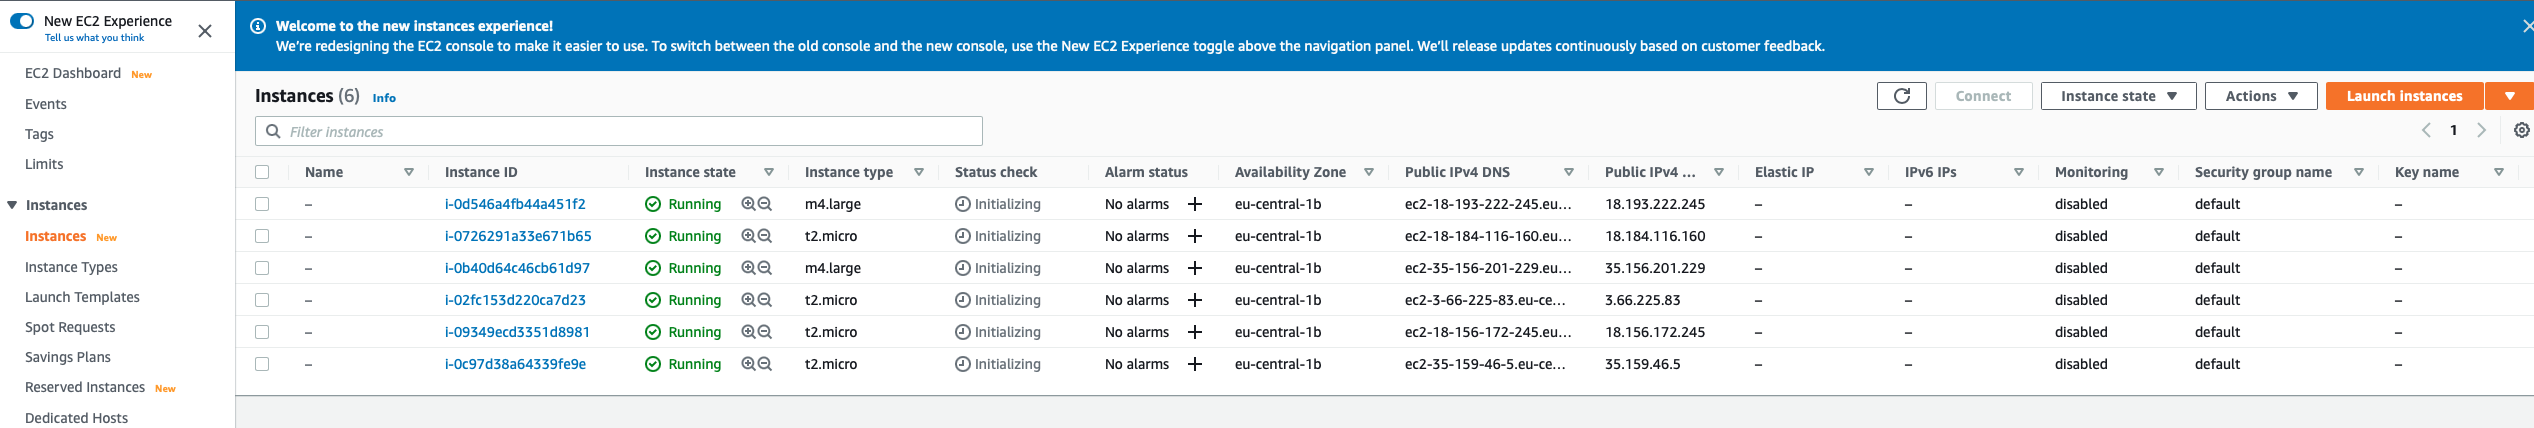 New EC2 Experience
Tell us what you think
EC2 Dashboard New
Events
Tags
Limits
Instances
Instances New
Instance Types
Launch Templates
Spot Requests
Savings Plans
Reserved Instances New
Dedicated Hosts
Welcome to the new instances experience!
We're redesigning the EC2 console to make it easier to use. To switch between the old console and the new console, use the New EC2 Experience toggle above the navigation panel. We'll release updates continuously based on customer feedback.
Instances (6) Info
Connect Instance state Actions Launch instances
Filter instances
1
Name Instance ID Instance state Instance type Status check Alarm status Availability Zone Public IPv4 DNS Public IPv4 ... Elastic IP IPv6 IPs Monitoring Security group name Key name
– i-0d546a4fb44a451f2 Running m4.large Initializing No alarms + eu-central-1b ec2-18-193-222-245.eu... 18.193.222.245 – – disabled default –
– i-0726291a33e671b65 Running t2.micro Initializing No alarms + eu-central-1b ec2-18-184-116-160.eu... 18.184.116.160 – – disabled default –
– i-0b40d64c46cb61d97 Running m4.large Initializing No alarms + eu-central-1b ec2-35-156-201-229.eu... 35.156.201.229 – – disabled default –
– i-02fc153d220ca7d23 Running t2.micro Initializing No alarms + eu-central-1b ec2-3-66-225-83.eu-ce... 3.66.225.83 – – disabled default –
– i-09349ecd3351d8981 Running t2.micro Initializing No alarms + eu-central-1b ec2-18-156-172-245.eu... 18.156.172.245 – – disabled default –
– i-0c97d38a64339fe9e Running t2.micro Initializing No alarms + eu-central-1b ec2-35-159-46-5.eu-ce... 35.159.46.5 – – disabled default –